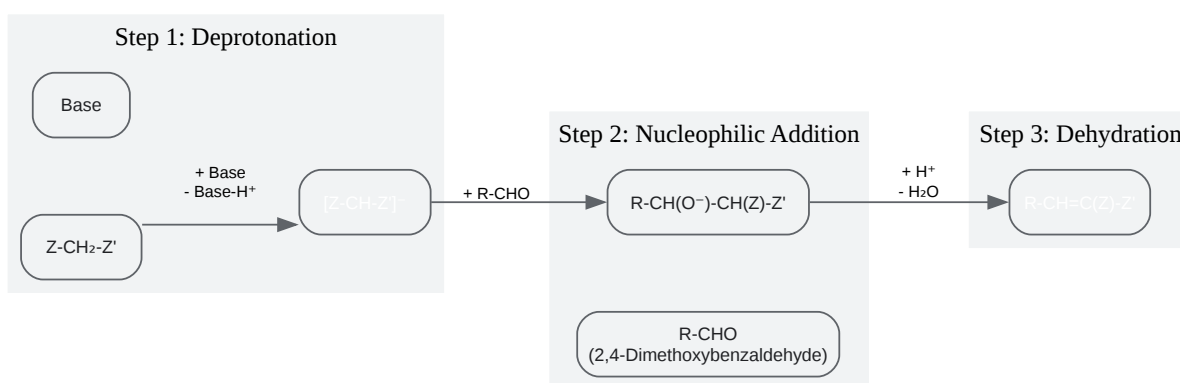 Step 1: Deprotonation
Base
+ Base
- Base-H⁺
Z-CH₂-Z'
[Z-CH-Z']⁻
+ R-CHO
Step 2: Nucleophilic Addition
R-CH(O⁻)-CH(Z)-Z'
R-CHO
(2,4-Dimethoxybenzaldehyde)
+ H⁺
- H₂O
Step 3: Dehydration
R-CH=C(Z)-Z'